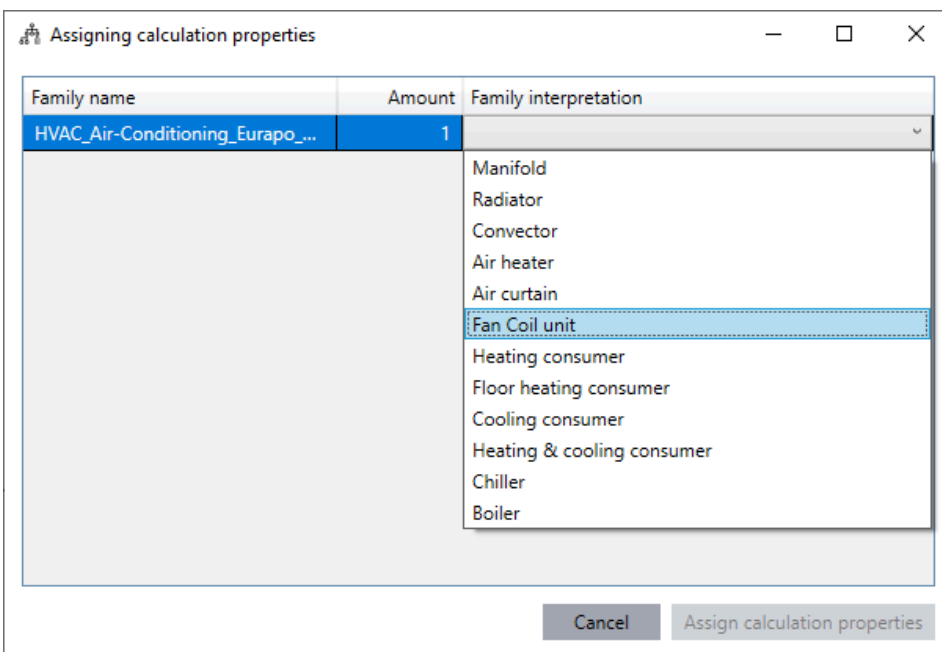 Assigning calculation properties
Family name Amount Family interpretation
HVAC_Air-Conditioning_Eurapo_... 1
Manifold
Radiator
Convector
Air heater
Air curtain
Fan Coil unit
Heating consumer
Floor heating consumer
Cooling consumer
Heating & cooling consumer
Chiller
Boiler
Cancel Assign calculation properties